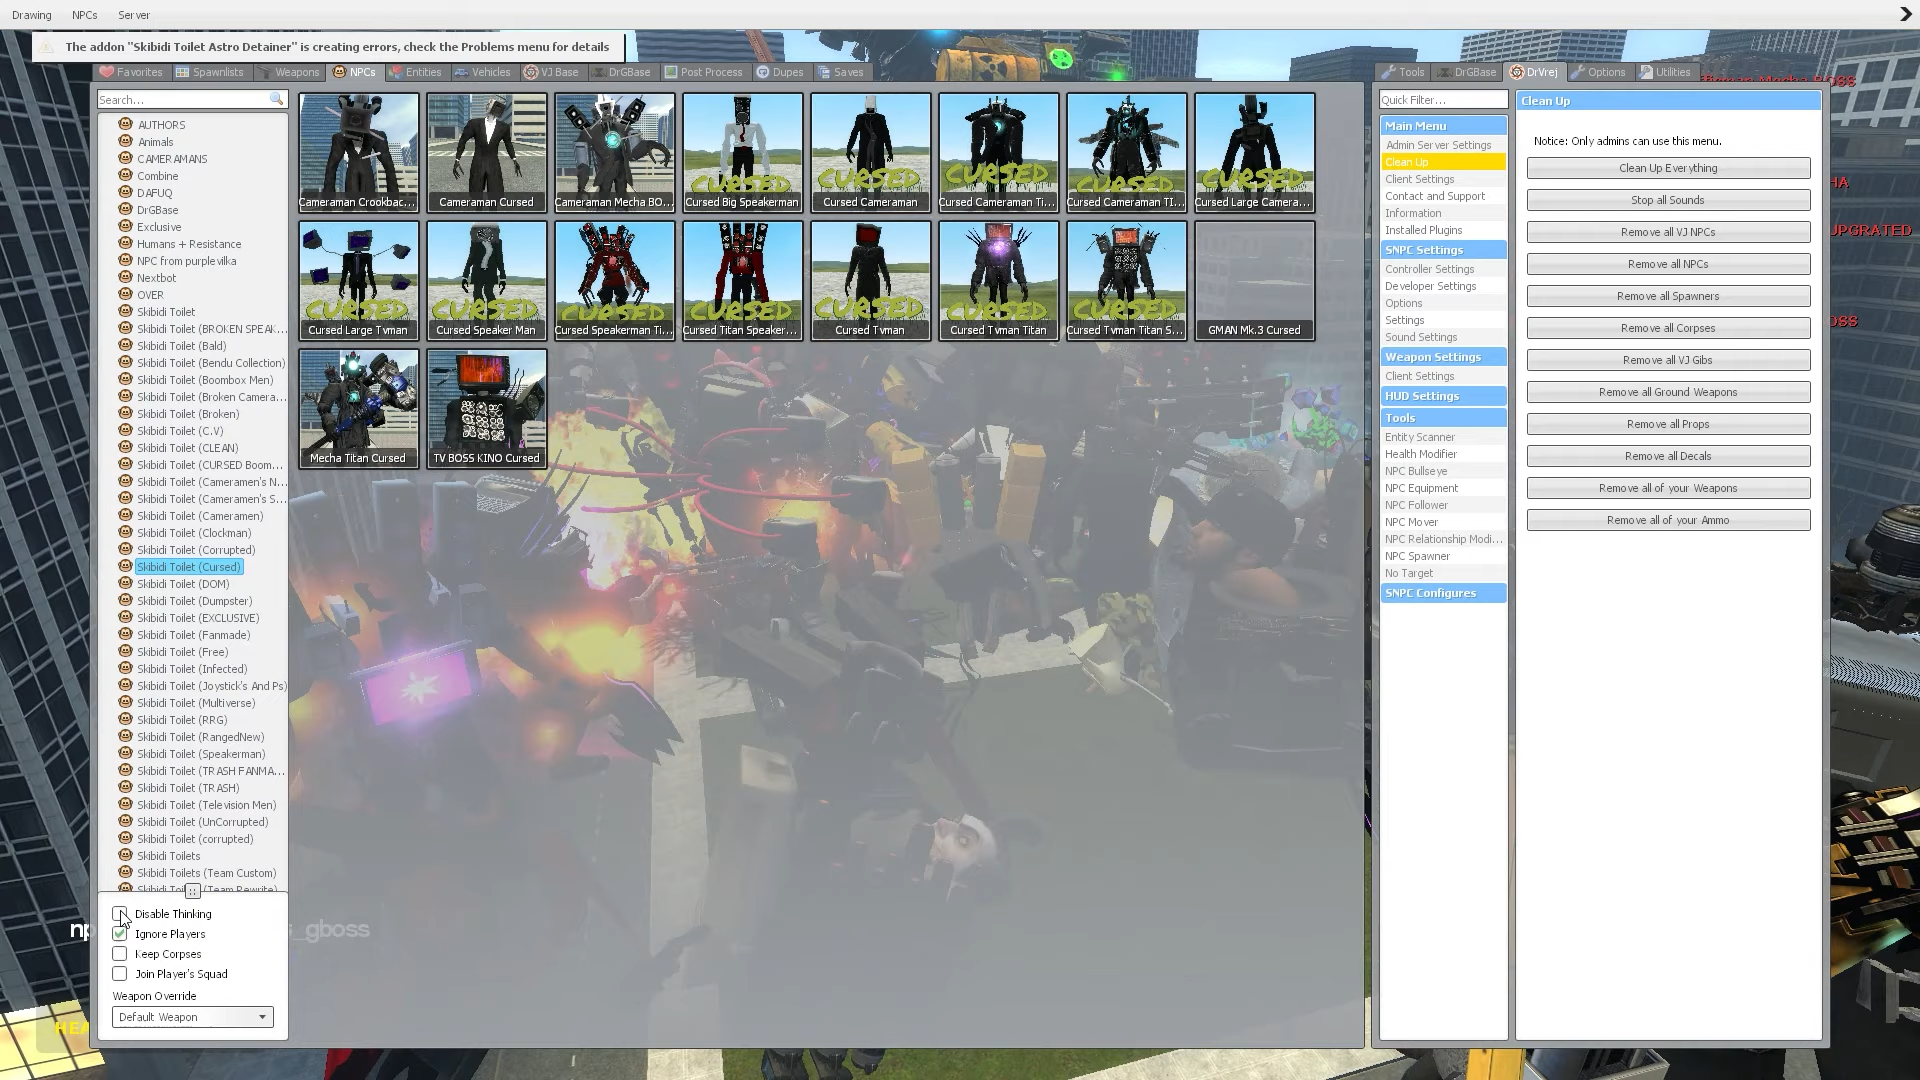 Drawing NPCs Server
The addon "Skibidi Toilet Astro Detainer" is creating errors, check the Problems menu for details
Favorites Spawnlists Weapons NPCs Entities Vehicles VJ Base DrGBase Post Process Dupes Saves
Tools DrGBase DrVrej Options Utilities
Search...
AUTHORS
Animals
CAMERAMANS
Combine
DAFUQ
DrGBase
Exclusive
Humans + Resistance
NPC from purplevilka
Nextbot
OVER
Skibidi Toilet
Skibidi Toilet (BROKEN SPEAK...
Skibidi Toilet (Bald)
Skibidi Toilet (Bendu Collection)
Skibidi Toilet (Boombox Men)
Skibidi Toilet (Broken Camera...
Skibidi Toilet (Broken)
Skibidi Toilet (C.V)
Skibidi Toilet (CLEAN)
Skibidi Toilet (CURSED Boom...
Skibidi Toilet (Cameramen's N...
Skibidi Toilet (Cameramen's S...
Skibidi Toilet (Cameramen)
Skibidi Toilet (Clockman)
Skibidi Toilet (Corrupted)
Skibidi Toilet (Cursed)
Skibidi Toilet (DOM)
Skibidi Toilet (Dumpster)
Skibidi Toilet (EXCLUSIVE)
Skibidi Toilet (Fanmade)
Skibidi Toilet (Free)
Skibidi Toilet (Infected)
Skibidi Toilet (Joystick's And Ps)
Skibidi Toilet (Multiverse)
Skibidi Toilet (RRG)
Skibidi Toilet (RangedNew)
Skibidi Toilet (Speakerman)
Skibidi Toilet (TRASH FANMA...
Skibidi Toilet (TRASH)
Skibidi Toilet (Television Men)
Skibidi Toilet (UnCorrupted)
Skibidi Toilet (corrupted)
Skibidi Toilets
Skibidi Toilets (Team Custom)
Disable Thinking
Ignore Players
Keep Corpses
Join Player's Squad
Weapon Override
Default Weapon
_gboss
CURSED CURSED CURSED CURSED CURSED
Cameraman Crookbac... Cameraman Cursed Cameraman Mecha BO... Cursed Big Speakerman Cursed Cameraman Cursed Cameraman Ti... Cursed Cameraman TI... Cursed Large Camera...
CURSED CURSED CURSED CURSED CURSED CURSED CURSED
Cursed Large Tvman Cursed Speaker Man Cursed Speakerman Ti... Cursed Titan Speaker... Cursed Tvman Cursed Tvman Titan Cursed Tvman Titan S... GMAN Mk.3 Cursed
Mecha Titan Cursed TV BOSS KINO Cursed
Quick Filter...
Main Menu
Admin Server Settings
Clean Up
Client Settings
Contact and Support
Information
Installed Plugins
SNPC Settings
Controller Settings
Developer Settings
Options
Settings
Sound Settings
Weapon Settings
Client Settings
HUD Settings
Tools
Entity Scanner
Health Modifier
NPC Bullseye
NPC Equipment
NPC Follower
NPC Mover
NPC Relationship Modi...
NPC Spawner
No Target
SNPC Configures
Clean Up
Notice: Only admins can use this menu.
Clean Up Everything
Stop all Sounds
Remove all VJ NPCs
Remove all NPCs
Remove all Spawners
Remove all Corpses
Remove all VJ Gibs
Remove all Ground Weapons
Remove all Props
Remove all Decals
Remove all of your Weapons
Remove all of your Ammo
UPGRATED